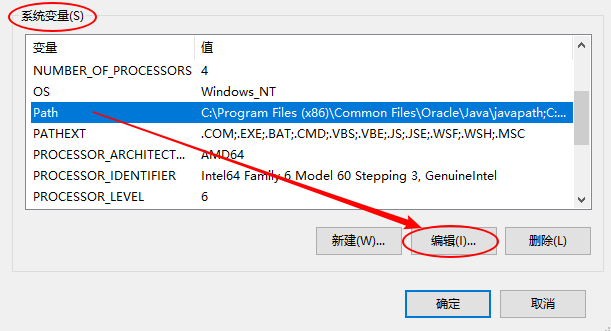 系统变量(S)
变量 值
NUMBER_OF_PROCESSORS 4
OS Windows_NT
Path C:\Program Files (x86)\Common Files\Oracle\Java\javapath;C:...
PATHEXT .COM;.EXE;.BAT;.CMD;.VBS;.VBE;.JS;.JSE;.WSF;.WSH;.MSC
PROCESSOR_ARCHITECT... AMD64
PROCESSOR_IDENTIFIER Intel64 Family 6 Model 60 Stepping 3, GenuineIntel
PROCESSOR_LEVEL 6
新建(W)... 编辑(I)... 删除(L)
确定 取消